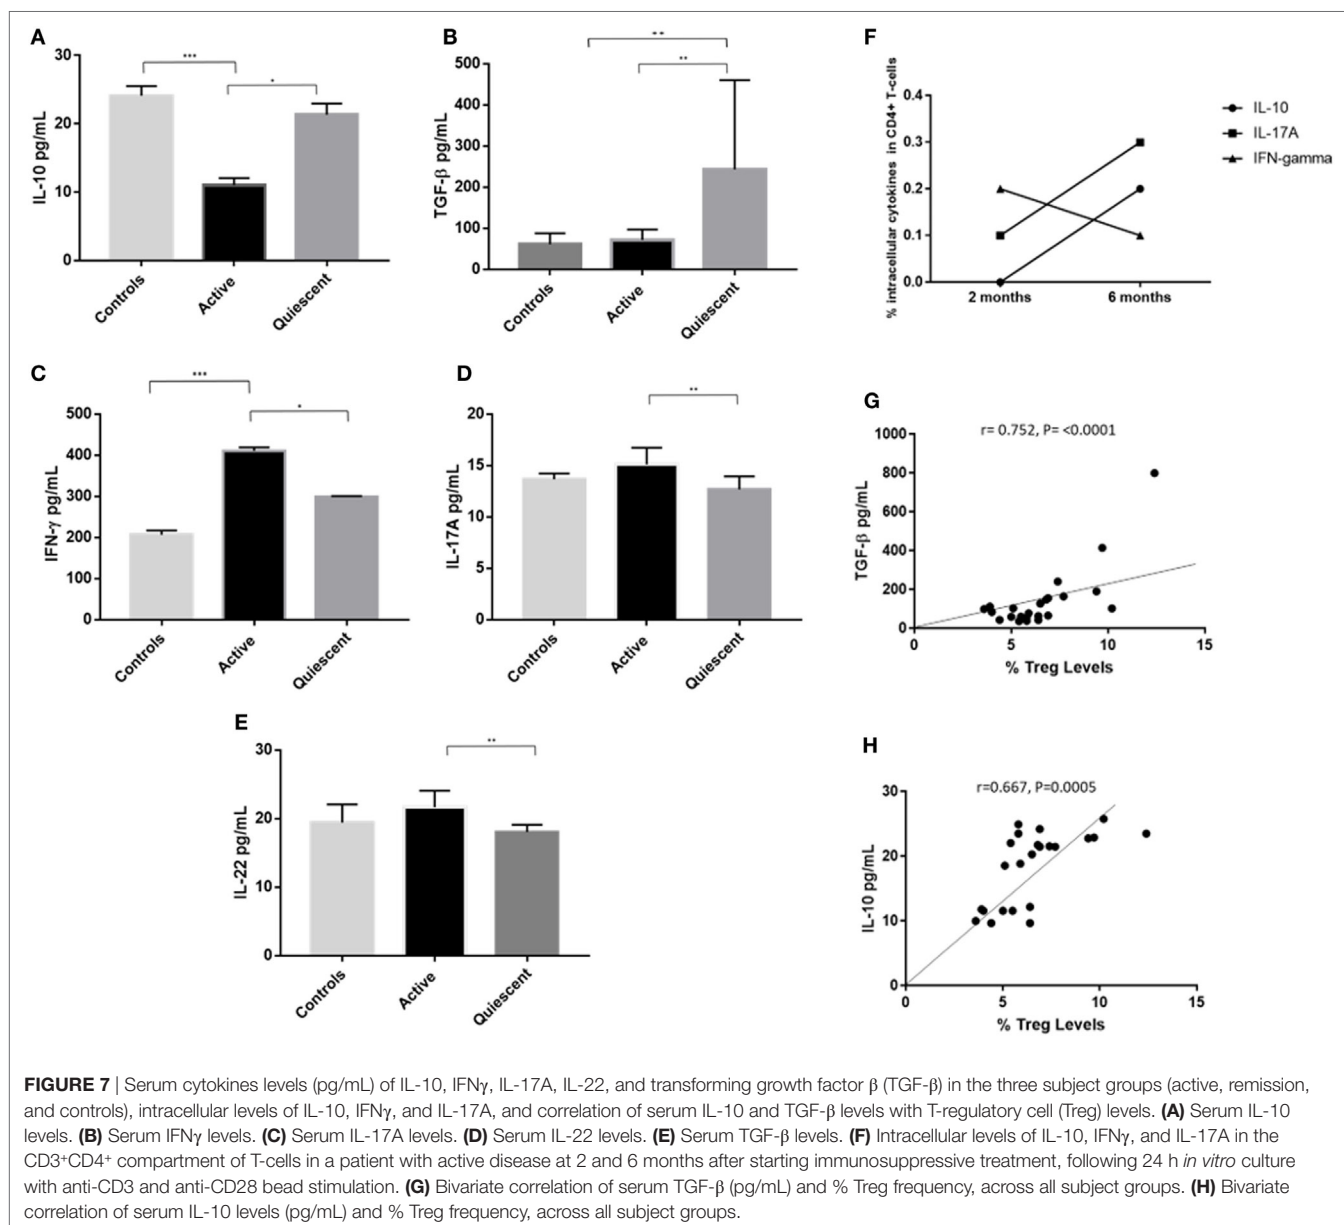 A
***
*
30
20
10
0
IL-10 pg/mL
Controls
Active
Quiescent
B
**
**
500
400
300
200
100
0
TGF-β pg/mL
Controls
Active
Quiescent
F
0.4
0.3
0.2
0.1
0.0
% intracellular cytokines in CD4+ T-cells
2 months
6 months
IL-10
IL-17A
IFN-gamma
C
***
*
500
400
300
200
100
0
IFN-γ pg/mL
Controls
Active
Quiescent
D
**
20
15
10
5
0
IL-17A pg/mL
Controls
Active
Quiescent
G
r= 0.752, P= <0.0001
1000
800
600
400
200
0
TGF-β pg/mL
0
5
10
15
% Treg Levels
E
**
30
20
10
0
IL-22 pg/mL
Controls
Active
Quiescent
H
r=0.667, P=0.0005
30
20
10
0
IL-10 pg/mL
0
5
10
15
% Treg Levels
FIGURE 7 | Serum cytokines levels (pg/mL) of IL-10, IFNγ, IL-17A, IL-22, and transforming growth factor β (TGF-β) in the three subject groups (active, remission,
and controls), intracellular levels of IL-10, IFNγ, and IL-17A, and correlation of serum IL-10 and TGF-β levels with T-regulatory cell (Treg) levels. (A) Serum IL-10
levels. (B) Serum IFNγ levels. (C) Serum IL-17A levels. (D) Serum IL-22 levels. (E) Serum TGF-β levels. (F) Intracellular levels of IL-10, IFNγ, and IL-17A in the
CD3⁺CD4⁺ compartment of T-cells in a patient with active disease at 2 and 6 months after starting immunosuppressive treatment, following 24 h in vitro culture
with anti-CD3 and anti-CD28 bead stimulation. (G) Bivariate correlation of serum TGF-β (pg/mL) and % Treg frequency, across all subject groups. (H) Bivariate
correlation of serum IL-10 levels (pg/mL) and % Treg frequency, across all subject groups.